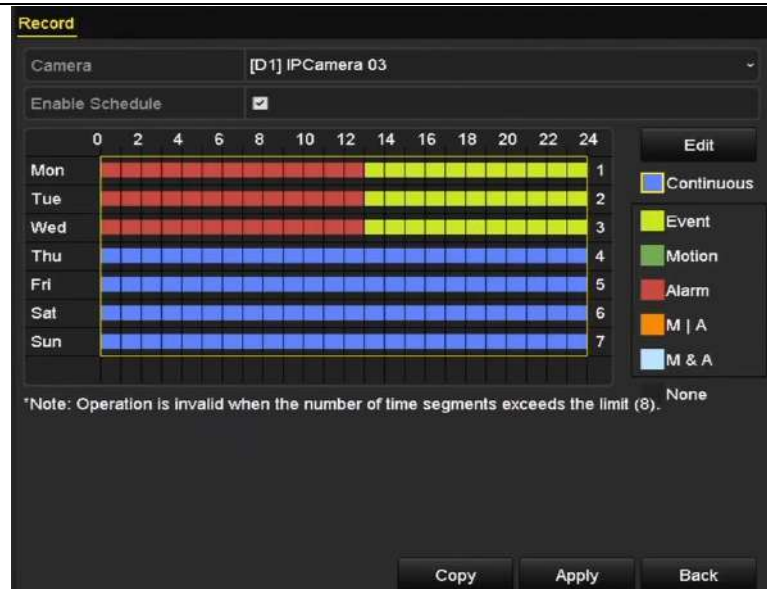 Record
Camera [D1] IPCamera 03
Enable Schedule
0 2 4 6 8 10 12 14 16 18 20 22 24
Mon 1
Tue 2
Wed 3
Thu 4
Fri 5
Sat 6
Sun 7
Edit
Continuous
Event
Motion
Alarm
M | A
M & A
None
*Note: Operation is invalid when the number of time segments exceeds the limit (8).
Copy Apply Back